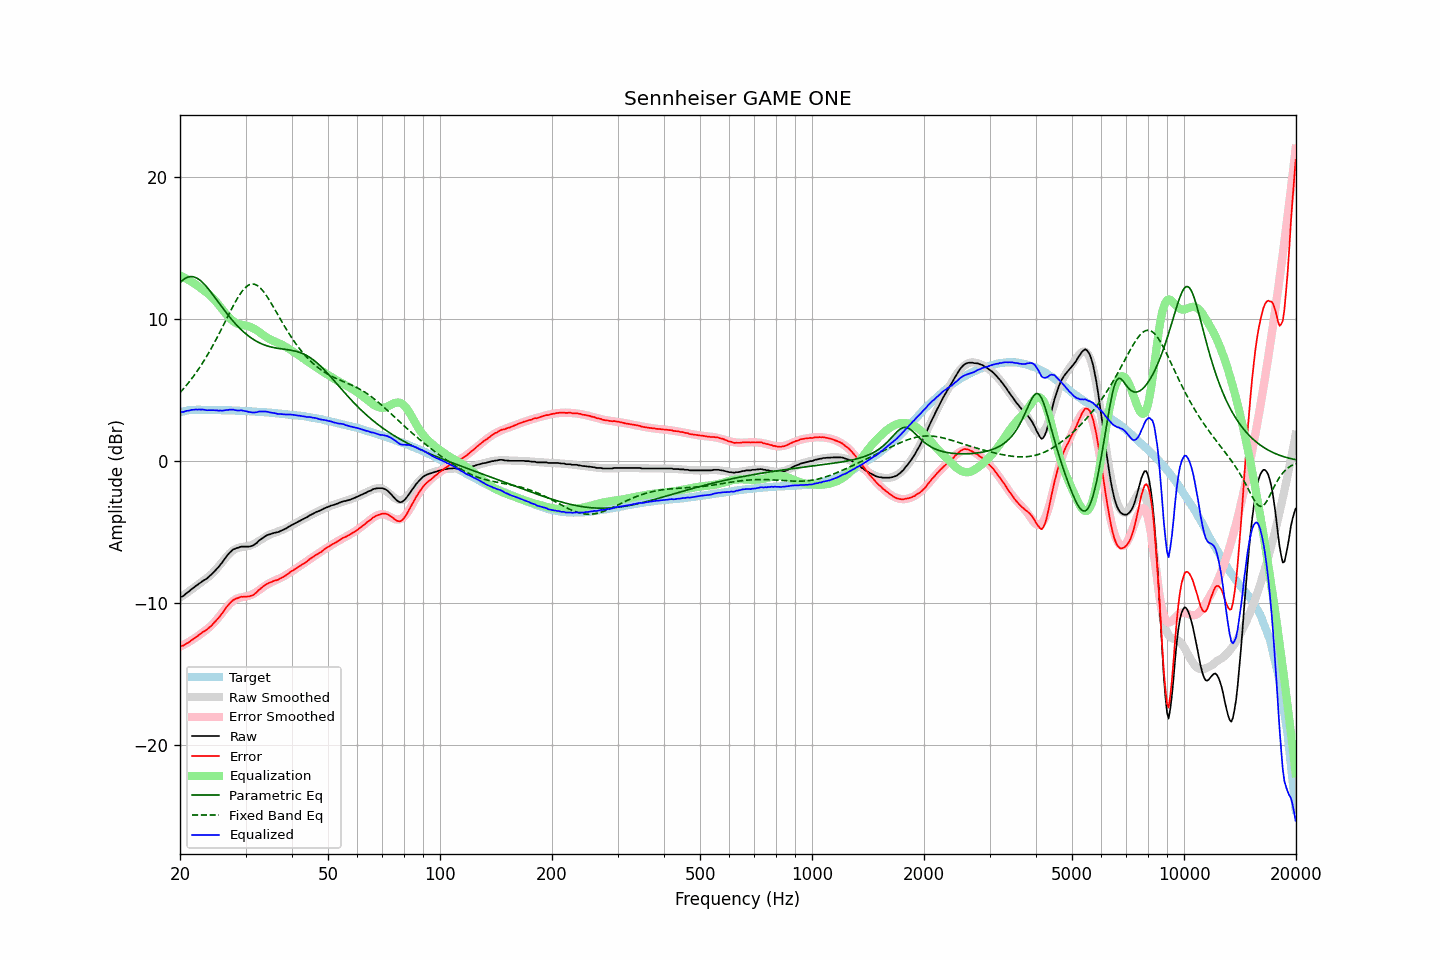 Sennheiser GAME ONE
Amplitude (dBr)
20
10
0
−10
−20
Target
Raw Smoothed
Error Smoothed
Raw
Error
Equalization
Parametric Eq
Fixed Band Eq
Equalized
20 50 100 200 500 1000 2000 5000 10000 20000
Frequency (Hz)